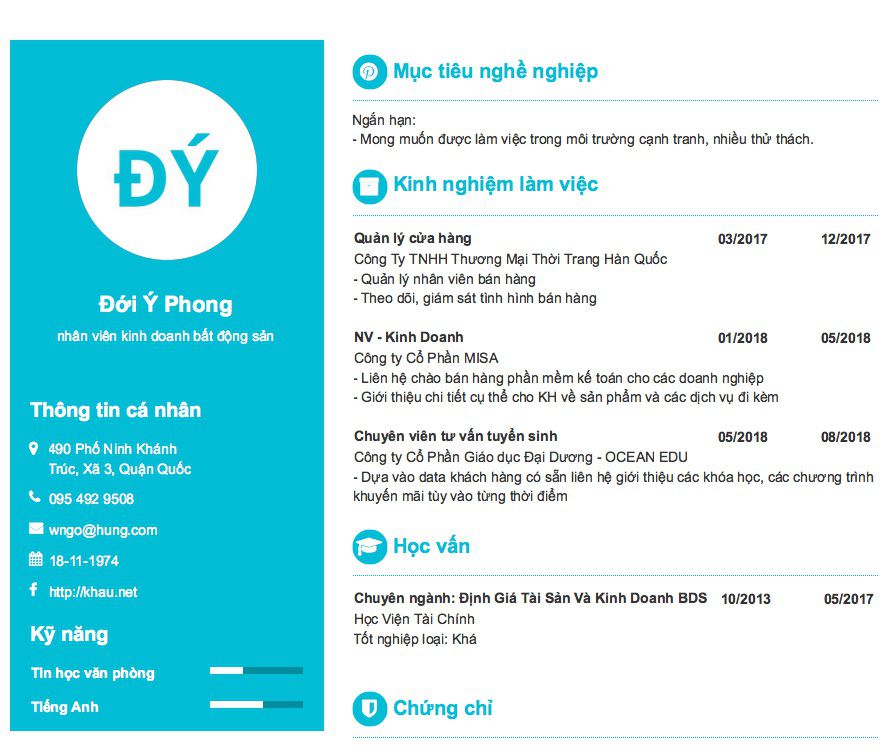 ĐÝ
Đới Ý Phong
nhân viên kinh doanh bất động sản
Thông tin cá nhân
490 Phố Ninh Khánh
Trúc, Xã 3, Quận Quốc
095 492 9508
wngo@hung.com
18-11-1974
http://khau.net
Kỹ năng
Tin học văn phòng
Tiếng Anh
Mục tiêu nghề nghiệp
Ngắn hạn:
- Mong muốn được làm việc trong môi trường cạnh tranh, nhiều thử thách.
Kinh nghiệm làm việc
Quản lý cửa hàng 03/2017 12/2017
Công Ty TNHH Thương Mại Thời Trang Hàn Quốc
- Quản lý nhân viên bán hàng
- Theo dõi, giám sát tình hình bán hàng
NV - Kinh Doanh 01/2018 05/2018
Công ty Cổ Phần MISA
- Liên hệ chào bán hàng phần mềm kế toán cho các doanh nghiệp
- Giới thiệu chi tiết cụ thể cho KH về sản phẩm và các dịch vụ đi kèm
Chuyên viên tư vấn tuyển sinh 05/2018 08/2018
Công ty Cổ Phần Giáo dục Đại Dương - OCEAN EDU
- Dựa vào data khách hàng có sẵn liên hệ giới thiệu các khóa học, các chương trình
khuyến mãi tùy vào từng thời điểm
Học vấn
Chuyên ngành: Định Giá Tài Sản Và Kinh Doanh BDS 10/2013 05/2017
Học Viện Tài Chính
Tốt nghiệp loại: Khá
Chứng chỉ